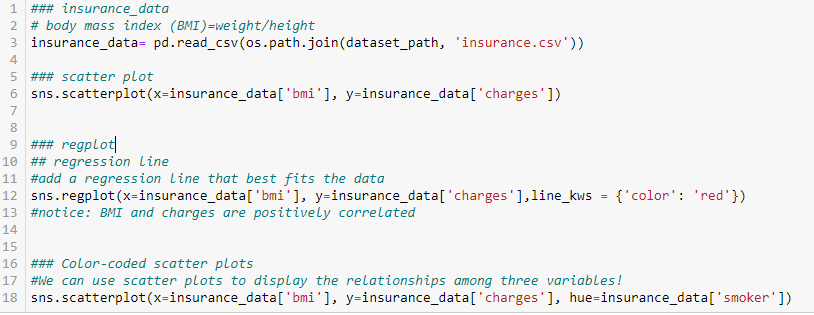 1 ### insurance_data
2 # body mass index (BMI)=weight/height
3 insurance_data= pd.read_csv(os.path.join(dataset_path, 'insurance.csv'))
4
5 ### scatter plot
6 sns.scatterplot(x=insurance_data['bmi'], y=insurance_data['charges'])
7
8
9 ### regplot
10 ## regression line
11 #add a regression line that best fits the data
12 sns.regplot(x=insurance_data['bmi'], y=insurance_data['charges'],line_kws = {'color': 'red'})
13 #notice: BMI and charges are positively correlated
14
15
16 ### Color-coded scatter plots
17 #We can use scatter plots to display the relationships among three variables!
18 sns.scatterplot(x=insurance_data['bmi'], y=insurance_data['charges'], hue=insurance_data['smoker'])